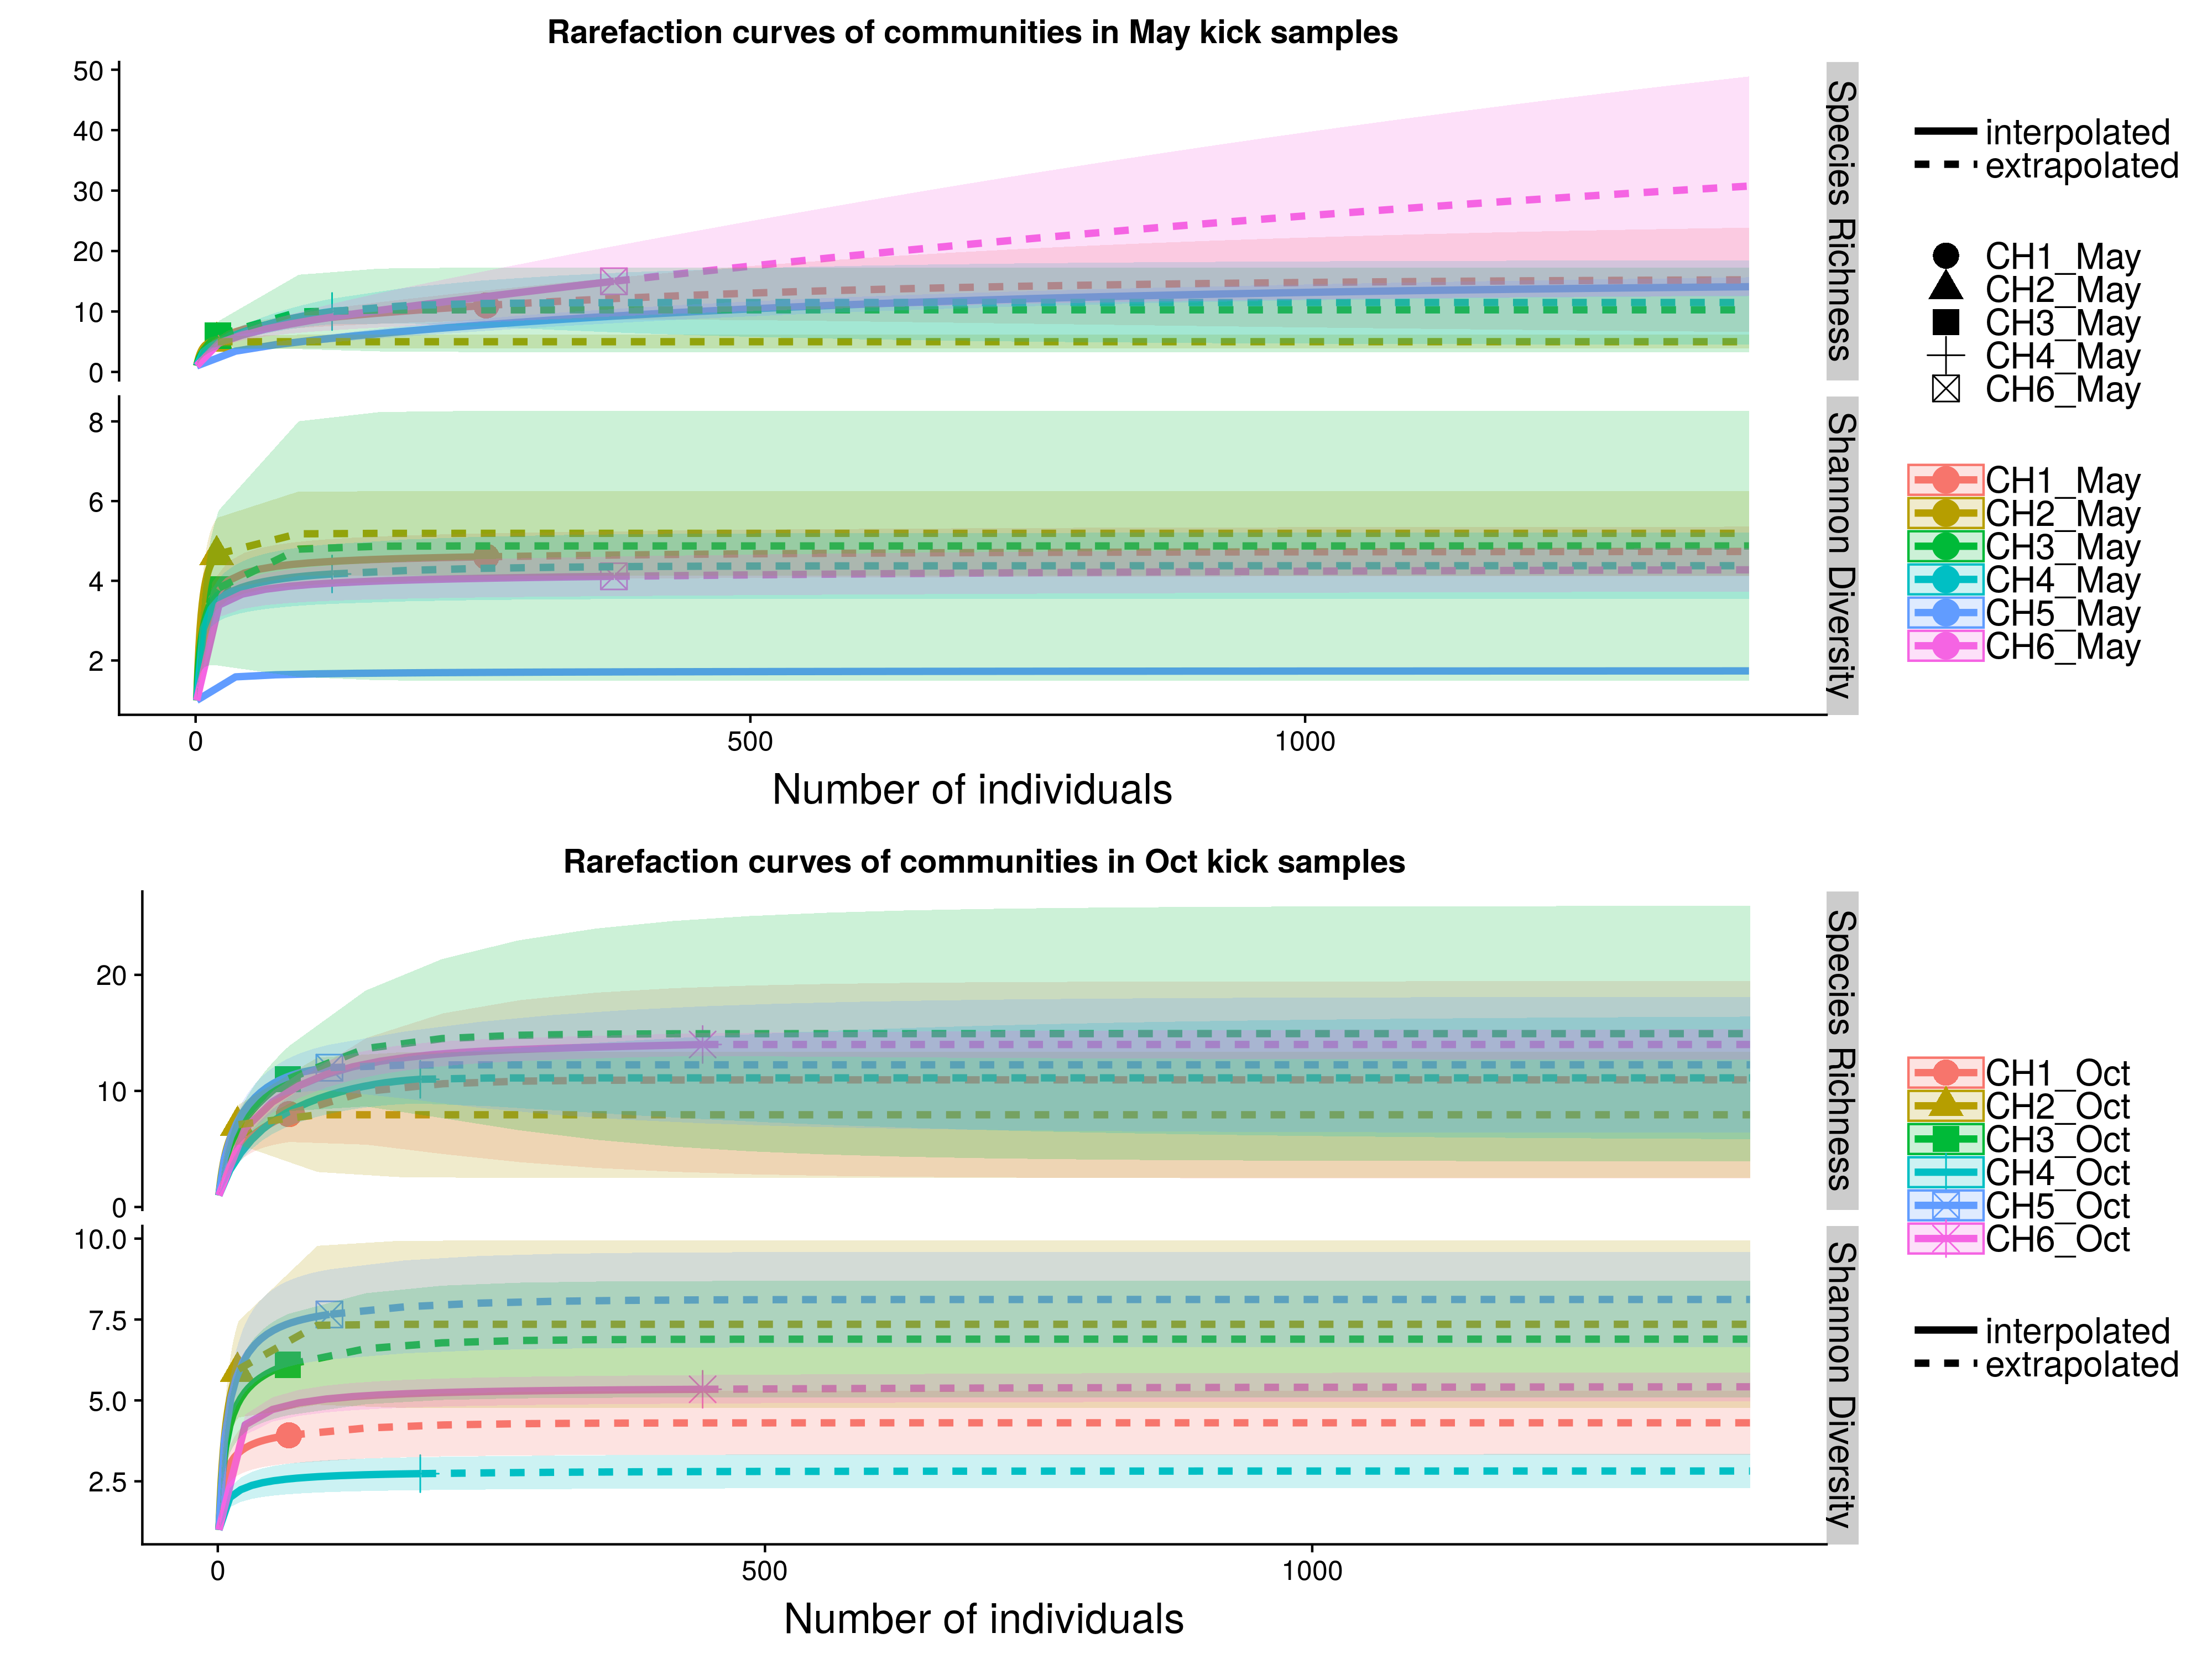 Rarefaction curves of communities in May kick samples
50
40
30
20
10
0
Species Richness
8
6
4
2
Shannon Diversity
0
500
1000
Number of individuals
interpolated
extrapolated
CH1_May
CH2_May
CH3_May
CH4_May
CH6_May
CH1_May
CH2_May
CH3_May
CH4_May
CH5_May
CH6_May
Rarefaction curves of communities in Oct kick samples
20
10
0
Species Richness
10.0
7.5
5.0
2.5
Shannon Diversity
0
500
1000
Number of individuals
CH1_Oct
CH2_Oct
CH3_Oct
CH4_Oct
CH5_Oct
CH6_Oct
interpolated
extrapolated